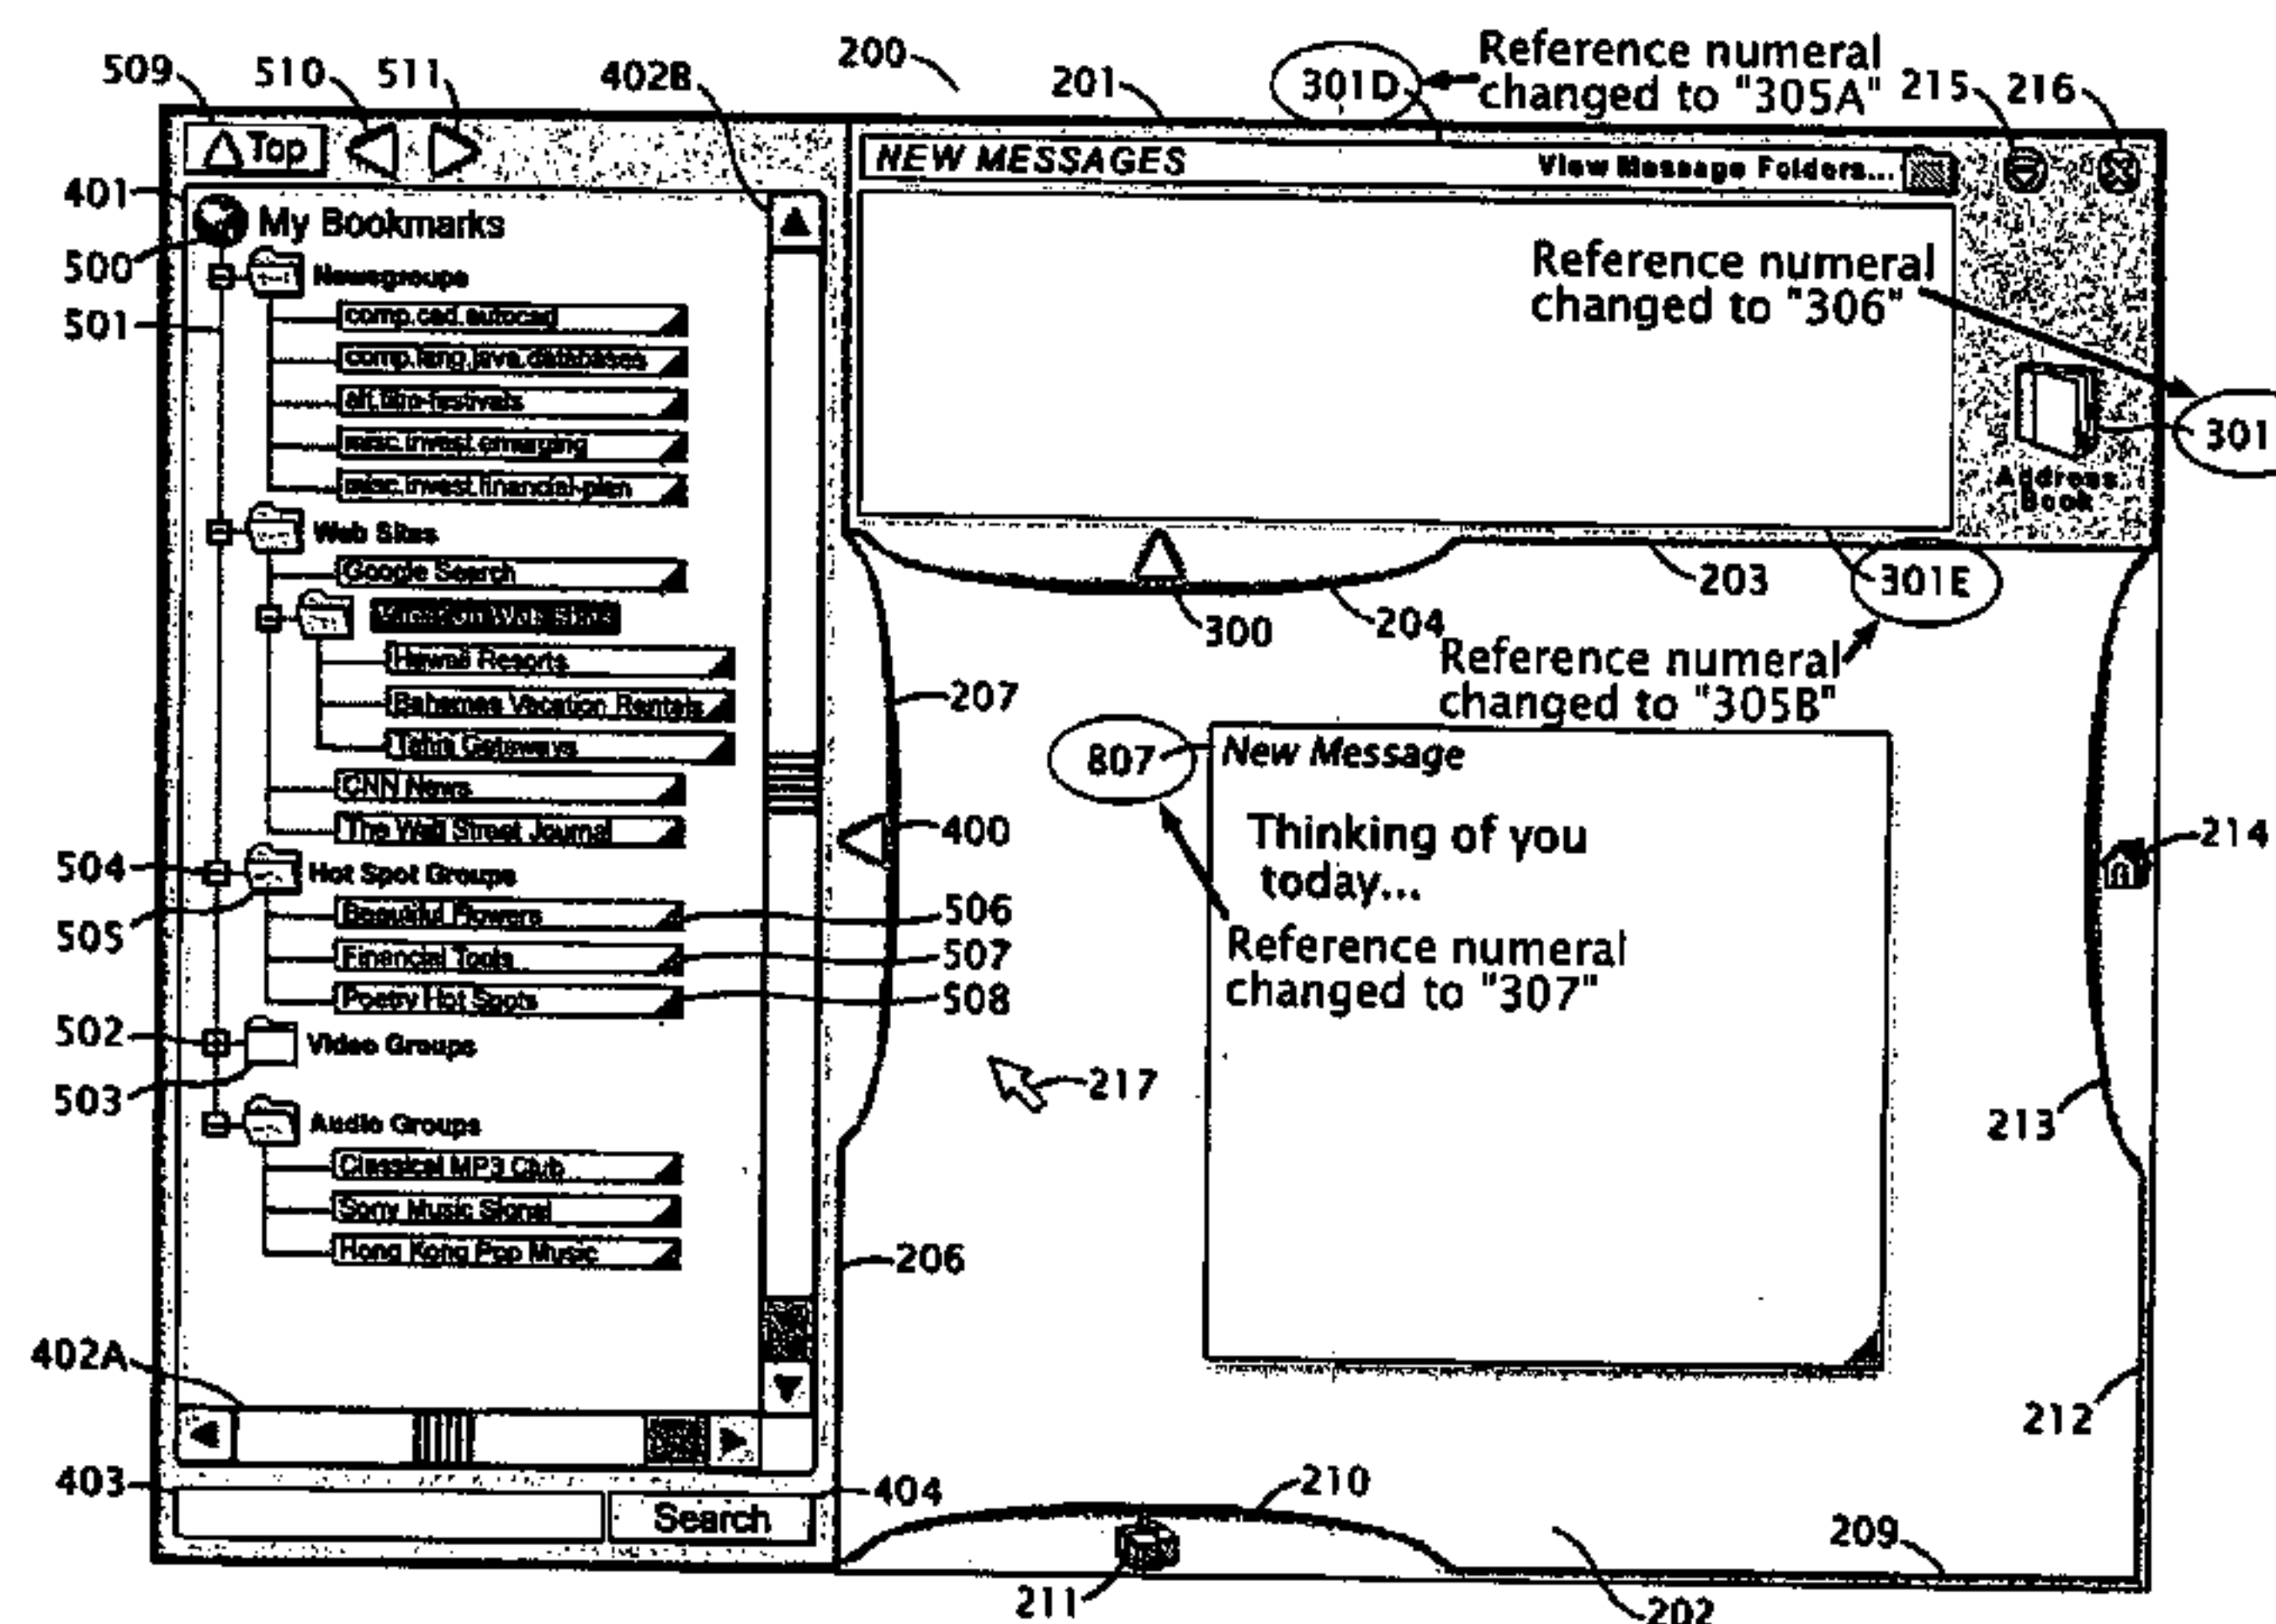 509
510
511
402B
200
201
301D
Reference numeral
changed to "305A"
215
216
Top
NEW MESSAGES
View Message Folders...
401
My Bookmarks
500
Newsgroups
501
comp.cad.autocad
comp.lang.java.databases
alt.film-festivals
misc.invest.emerging
misc.invest.financial-plan
Reference numeral
changed to "306"
301
Address
Book
Web Sites
Google Search
Vacation Web Sites
Hawaii Resorts
Bahamas Vacation Rentals
Tahiti Getaways
CNN News
The Wall Street Journal
300
204
203
301E
Reference numeral
changed to "305B"
207
807
New Message
Thinking of you
today...
Reference numeral
changed to "307"
400
214
504
Hot Spot Groups
505
Beautiful Flowers
506
Financial Tools
507
Poetry Hot Spots
508
502
Video Groups
503
217
213
Audio Groups
Classical MP3 Club
Sony Music Signal
Hong Kong Pop Music
206
402A
212
403
Search
404
210
211
202
209